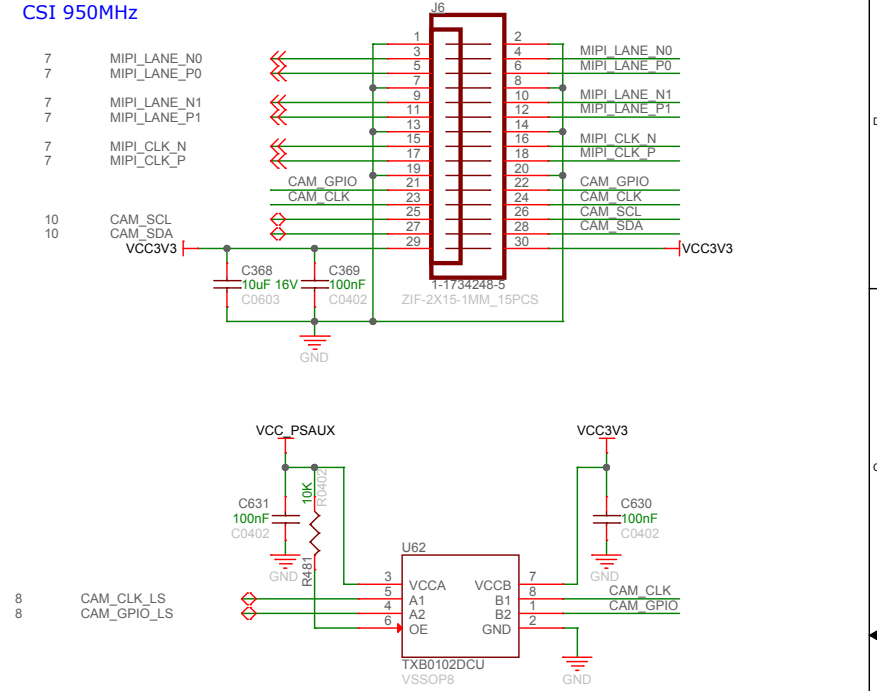 CSI 950MHz
J6
1 2
7 MIPI_LANE_N0 3 4 MIPI_LANE_N0
7 MIPI_LANE_P0 5 6 MIPI_LANE_P0
7 8
7 MIPI_LANE_N1 9 10 MIPI_LANE_N1
7 MIPI_LANE_P1 11 12 MIPI_LANE_P1
13 14
7 MIPI_CLK_N 15 16 MIPI_CLK_N
7 MIPI_CLK_P 17 18 MIPI_CLK_P
19 20
CAM_GPIO 21 22 CAM_GPIO
CAM_CLK 23 24 CAM_CLK
10 CAM_SCL 25 26 CAM_SCL
10 CAM_SDA 27 28 CAM_SDA
VCC3V3 29 30 VCC3V3
C368 C369
10uF 16V 100nF
C0603 C0402
1-1734248-5
ZIF-2X15-1MM_15PCS
GND
D
VCC_PSAUX VCC3V3
C
10K R0402
C631 C630
100nF 100nF
C0402 C0402
R481
U62
GND GND
3 VCCA VCCB 7
8 CAM_CLK_LS 5 A1 B1 8 CAM_CLK
8 CAM_GPIO_LS 4 A2 B2 1 CAM_GPIO
6 OE GND 2
TXB0102DCU
VSSOP8
GND